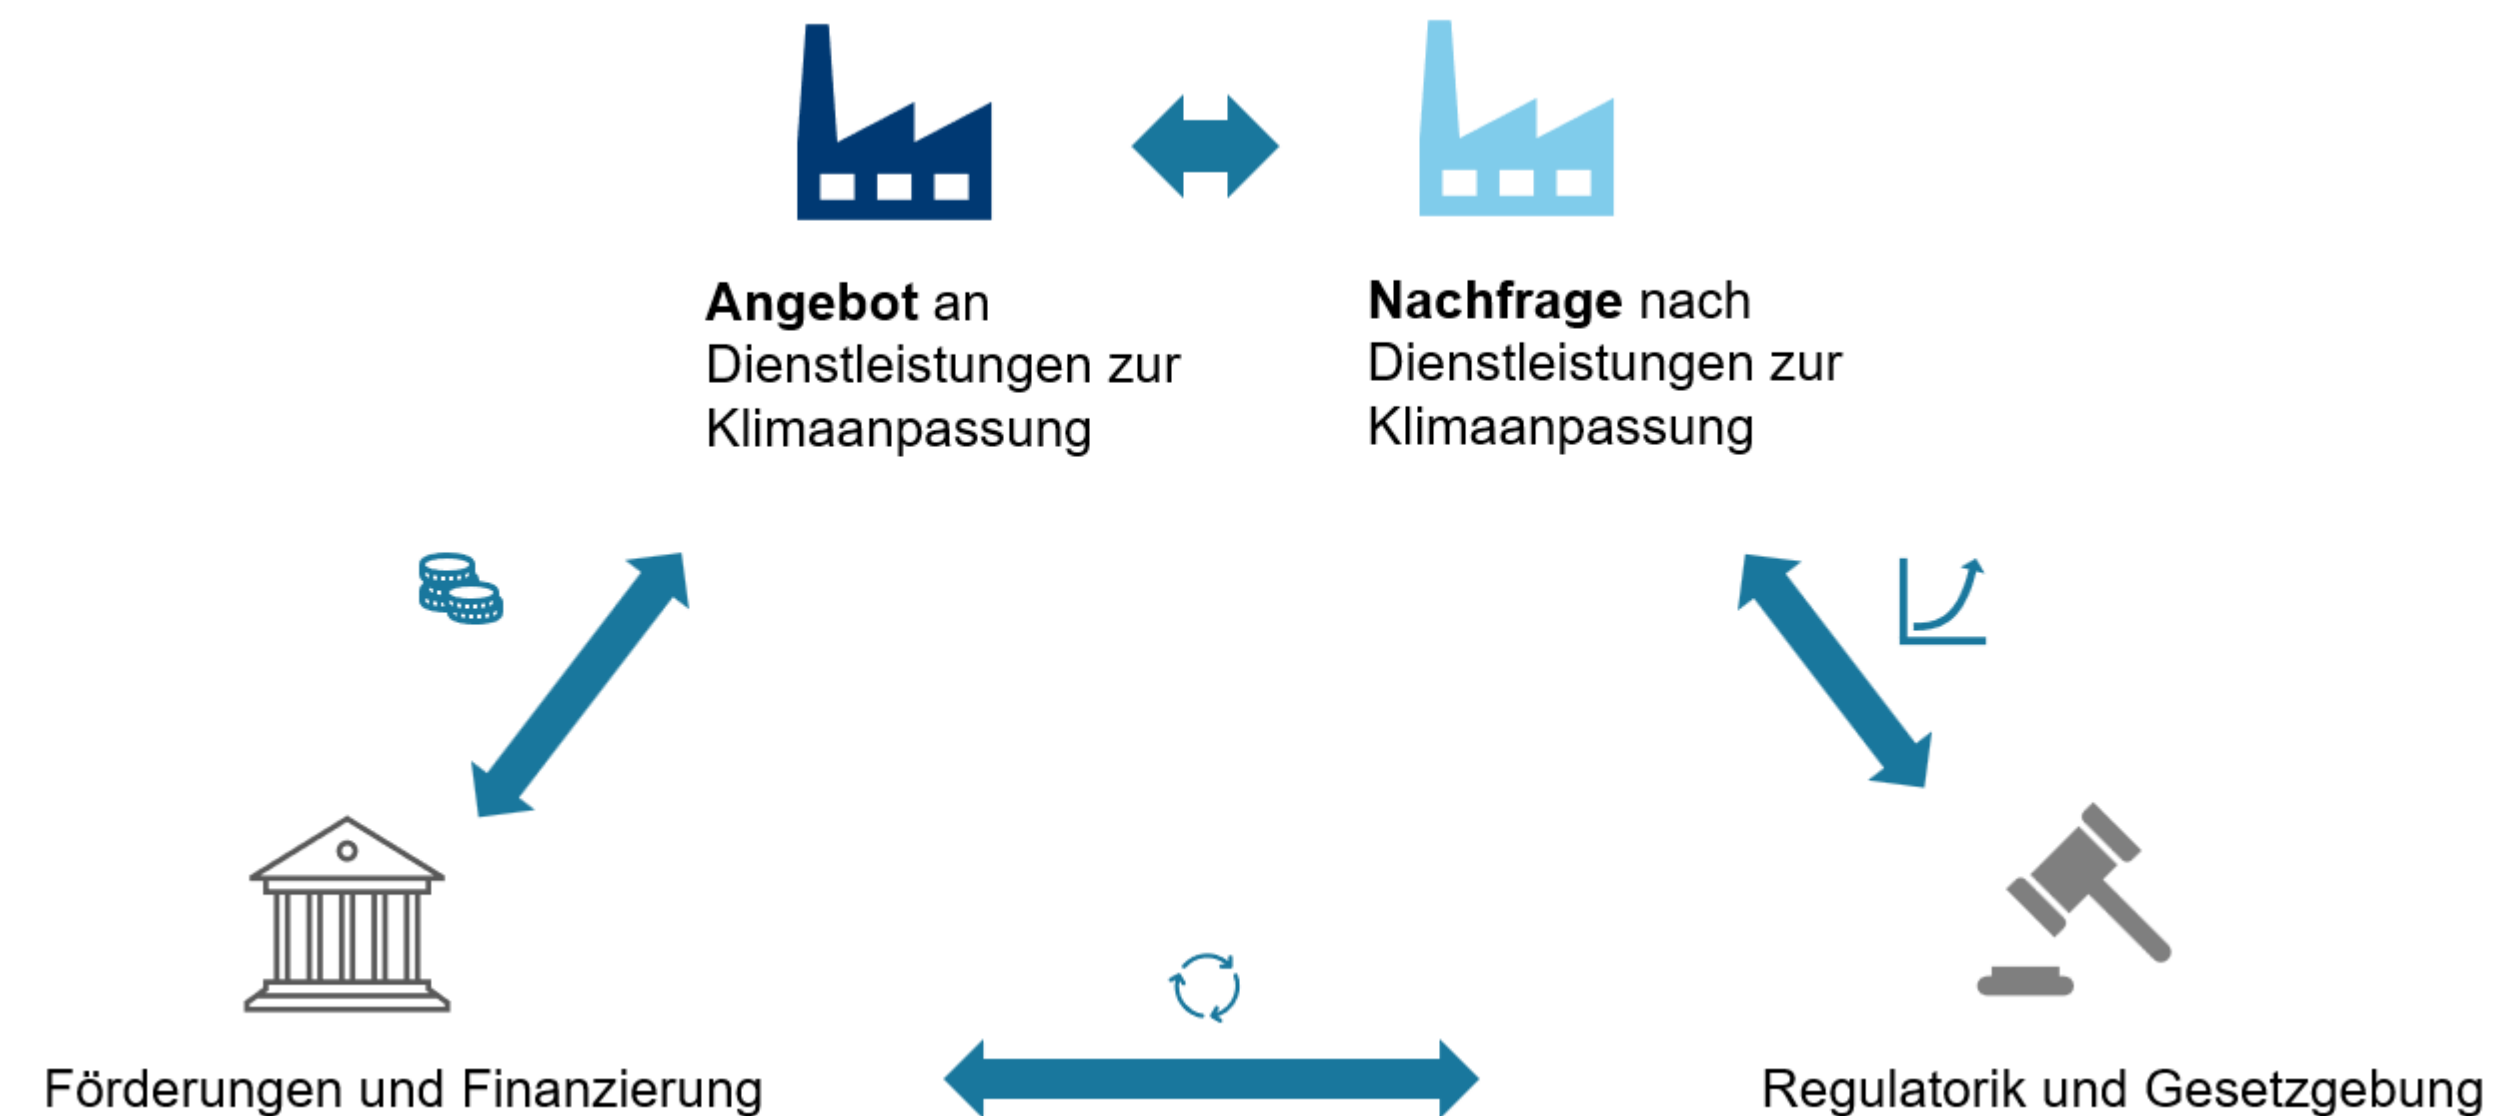 Angebot an
Dienstleistungen zur
Klimaanpassung
Nachfrage nach
Dienstleistungen zur
Klimaanpassung
Förderungen und Finanzierung
Regulatorik und Gesetzgebung